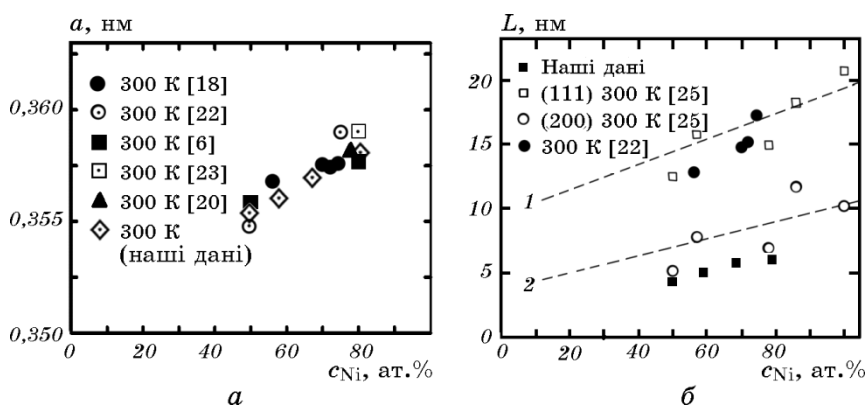 a, нм
0,360
0,355
0,350
300 К [18]
300 К [22]
300 К [6]
300 К [23]
300 К [20]
300 К
(наші дані)
0 20 40 60 80
cNi, ат.%
а
L, нм
20
15
10
5
0
Наші дані
(111) 300 К [25]
(200) 300 К [25]
300 К [22]
1
2
0 20 40 60 80
cNi, ат.%
б